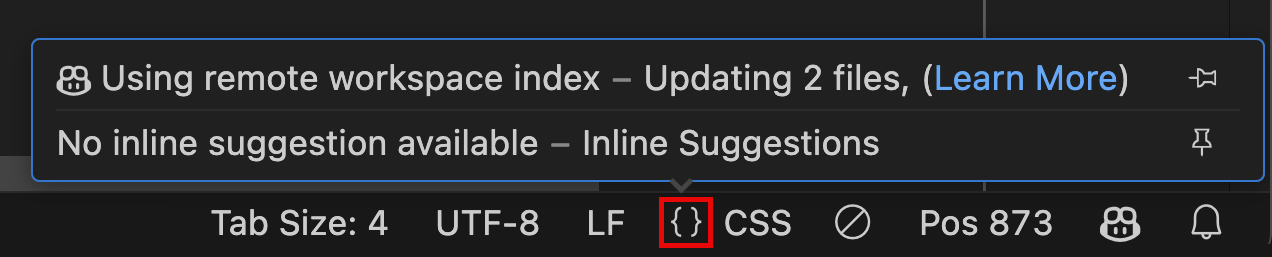 Using remote workspace index – Updating 2 files, (Learn More)
No inline suggestion available – Inline Suggestions
Tab Size: 4 UTF-8 LF {} CSS Pos 873